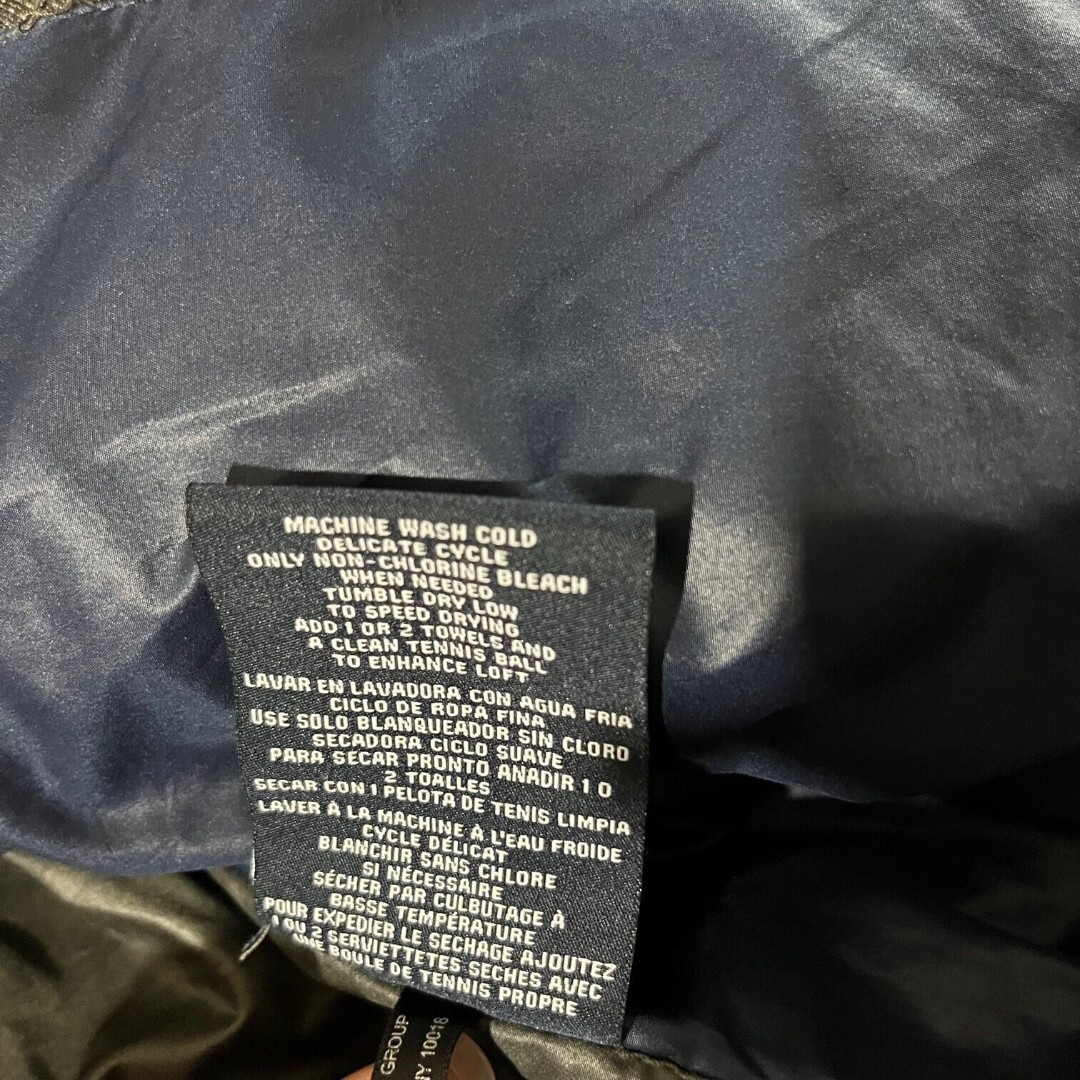 MACHINE WASH COLD
DELICATE CYCLE
ONLY NON-CHLORINE BLEACH
WHEN NEEDED
TUMBLE DRY LOW
TO SPEED DRYING
ADD 1 OR 2 TOWELS AND
A CLEAN TENNIS BALL
TO ENHANCE LOFT
LAVAR EN LAVADORA CON AGUA FRIA
CICLO DE ROPA FINA
USE SOLO BLANQUEADOR SIN CLORO
SECADORA CICLO SUAVE
PARA SECAR PRONTO ANADIR 1 O
2 TOALLES
SECAR CON 1 PELOTA DE TENIS LIMPIA
LAVER À LA MACHINE À L'EAU FROIDE
CYCLE DÉLICAT
BLANCHIR SANS CHLORE
SI NÉCESSAIRE
SÉCHER PAR CULBUTAGE À
BASSE TEMPÉRATURE
POUR EXPEDIER LE SECHAGE AJOUTEZ
1 OU 2 SERVIETTETES SECHES AVEC
UNE BOULE DE TENNIS PROPRE
GROUP
NY 10018